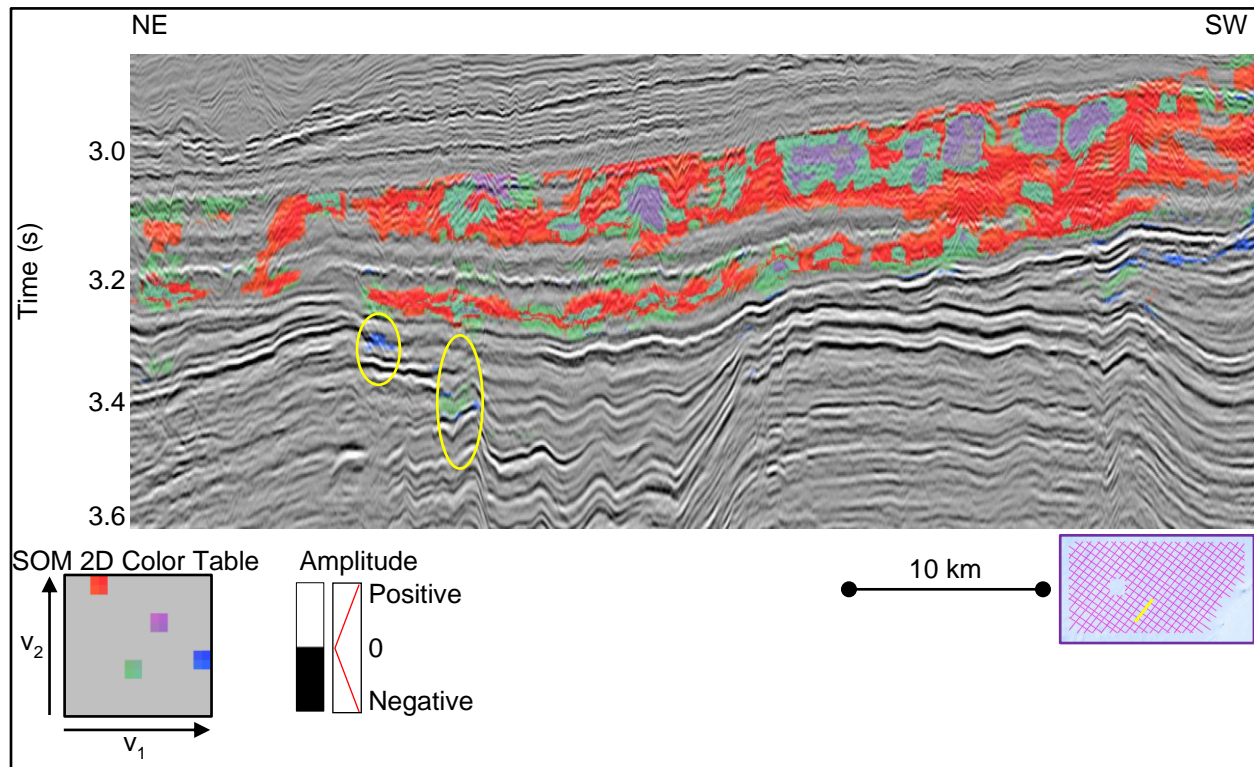 NE
SW
Time (s)
3.0
3.2
3.4
3.6
SOM 2D Color Table
v2
v1
Amplitude
Positive
0
Negative
10 km